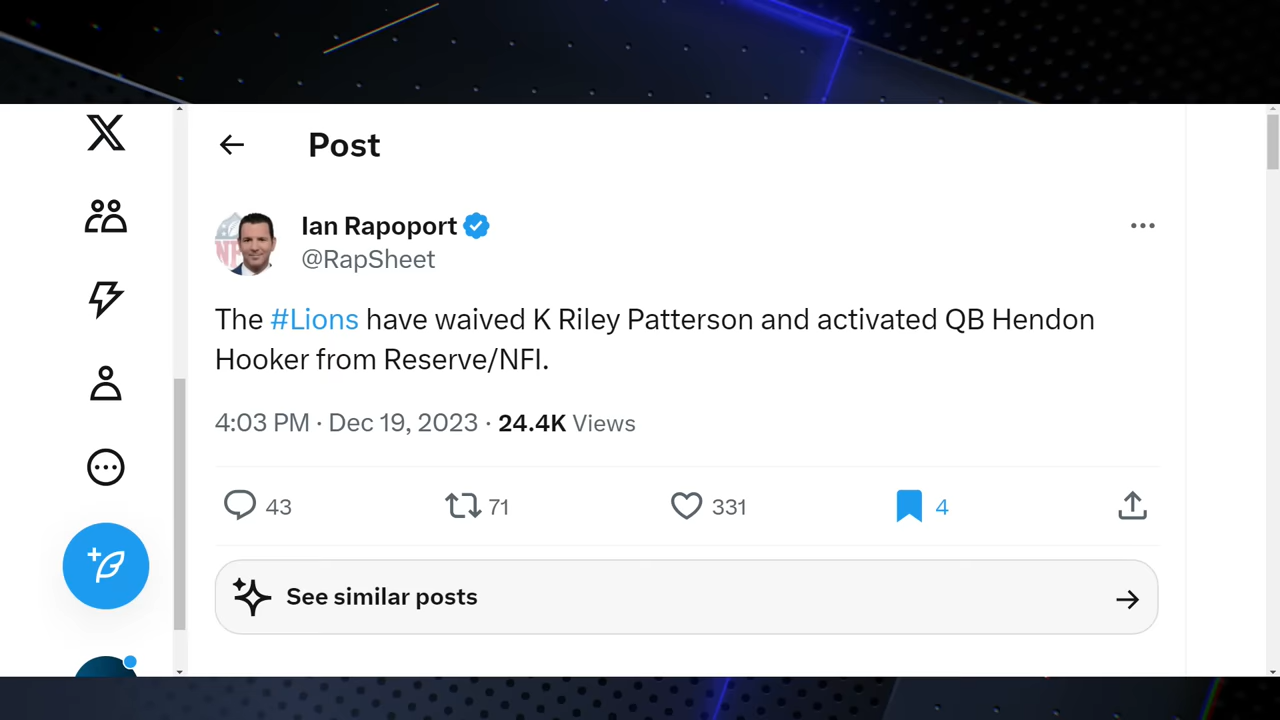 Post
Ian Rapoport
@RapSheet
The #Lions have waived K Riley Patterson and activated QB Hendon
Hooker from Reserve/NFI.
4:03 PM · Dec 19, 2023 · 24.4K Views
43 71 331 4
See similar posts